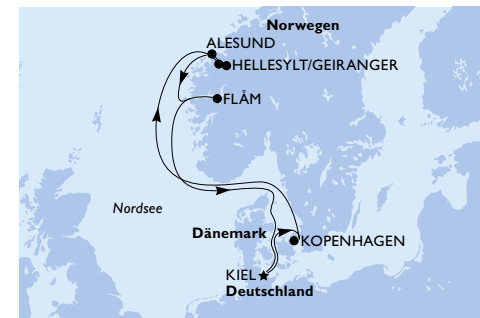 Norwegen
ALESUND
HELLESYLT/GEIRANGER
FLÅM
Nordsee
Dänemark
KOPENHAGEN
KIEL
Deutschland